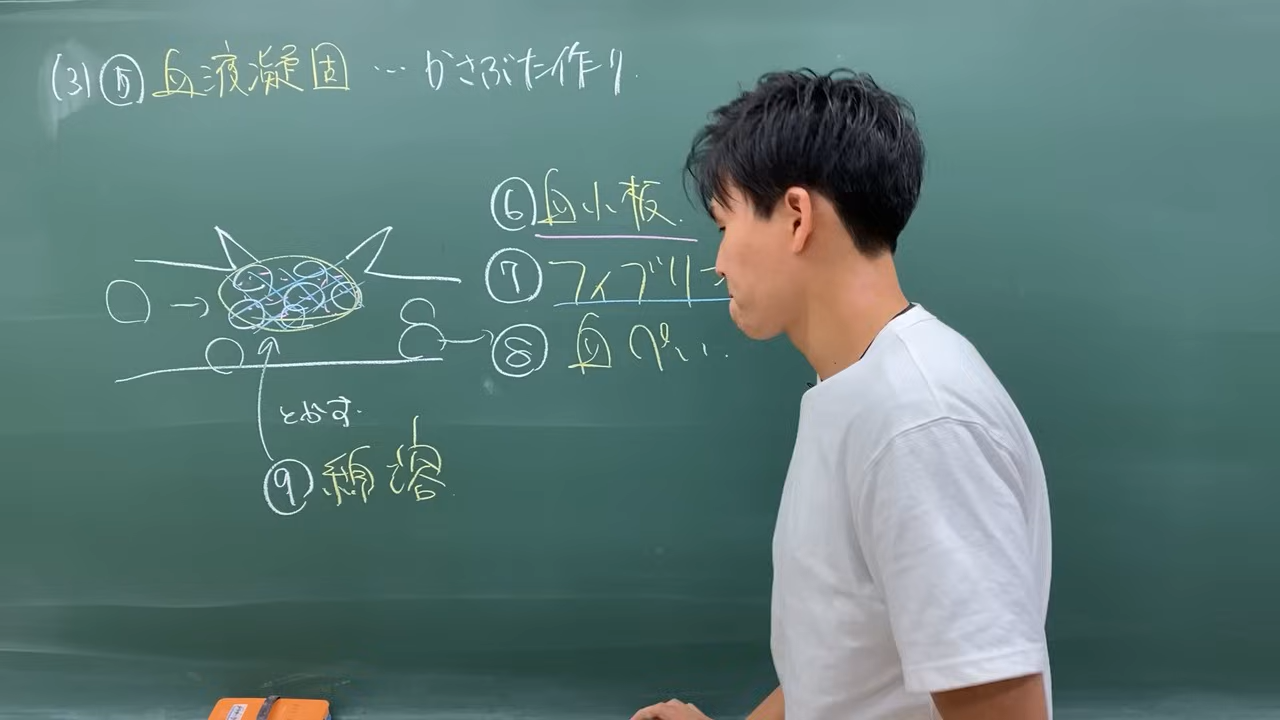 (3) ⑤ 血液凝固 … かさぶた作り.
⑥ 血小板.
⑦ フィブリン
⑧ 血ぺい.
とかす.
⑨ 線溶.